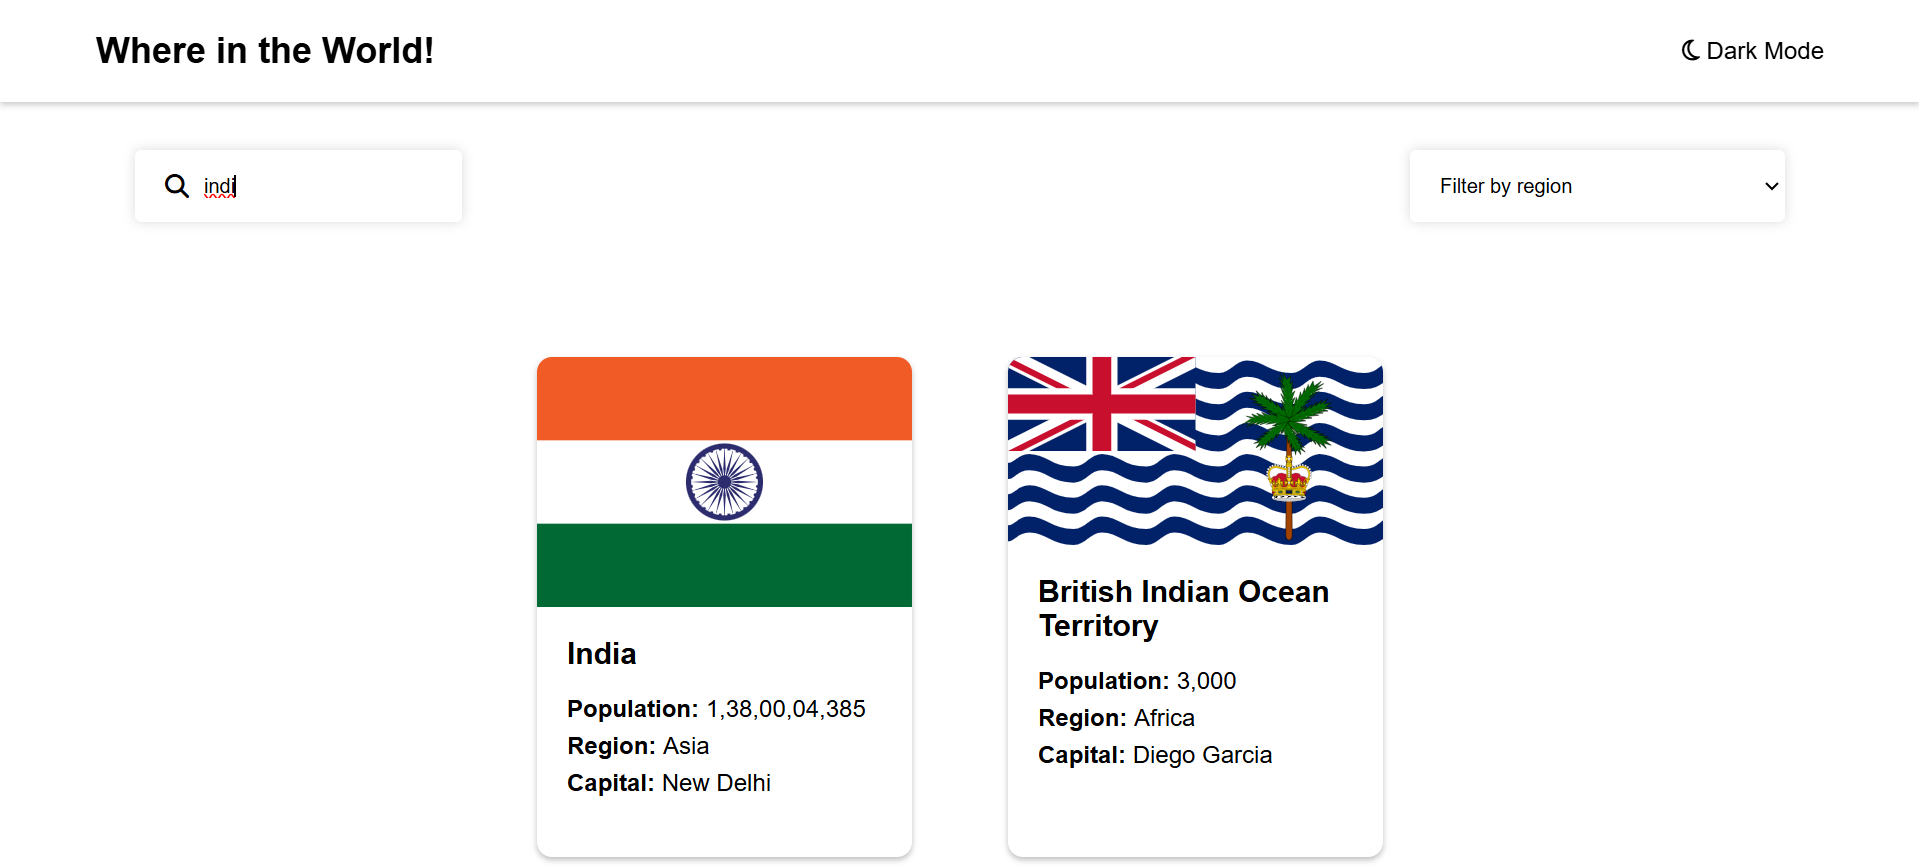 Where in the World!
Dark Mode
indi
Filter by region
India
Population: 1,38,00,04,385
Region: Asia
Capital: New Delhi
British Indian Ocean
Territory
Population: 3,000
Region: Africa
Capital: Diego Garcia